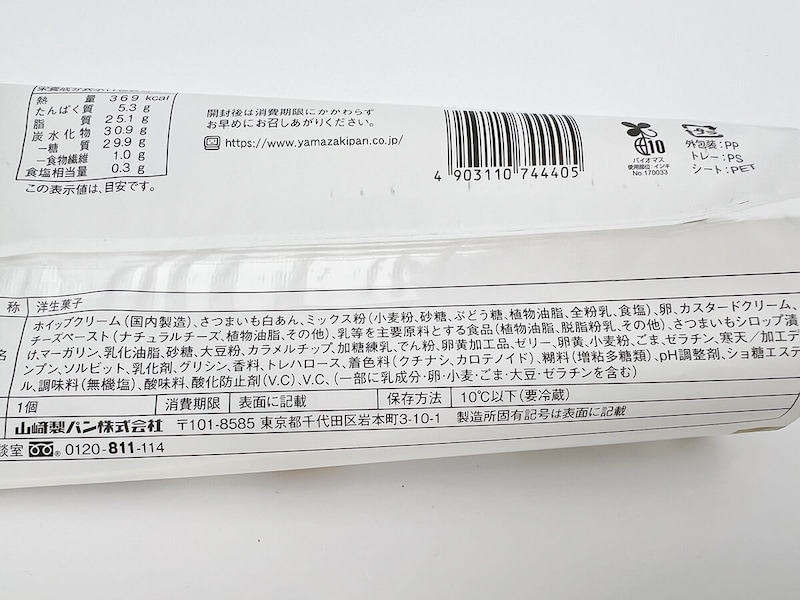 栄養成分表示
熱量 369 kcal
たんぱく質 5.3 g
脂質 25.1 g
炭水化物 30.9 g
－糖質 29.9 g
－食物繊維 1.0 g
食塩相当量 0.3 g
この表示値は、目安です。
開封後は消費期限にかかわらず
お早めにお召しあがりください。
https://www.yamazakipan.co.jp/
4 903110 744405
10
バイオマス
使用部位:インキ
No.170033
プラ
外包装:PP
トレー:PS
シート:PET
称 洋生菓子
ホイップクリーム(国内製造)、さつまいも白あん、ミックス粉(小麦粉、砂糖、ぶどう糖、植物油脂、全粉乳、食塩)、卵、カスタードクリーム、
名 チーズペースト(ナチュラルチーズ、植物油脂、その他)、乳等を主要原料とする食品(植物油脂、脱脂粉乳、その他)、さつまいもシロップ漬
け、マーガリン、乳化油脂、砂糖、大豆粉、カラメルチップ、加糖練乳、でん粉、卵黄加工品、ゼリー、卵黄、小麦粉、ごま、ゼラチン、寒天／加工デ
ンプン、ソルビット、乳化剤、グリシン、香料、トレハロース、着色料(クチナシ、カロテノイド)、糊料(増粘多糖類)、pH調整剤、ショ糖エステ
ル、調味料(無機塩)、酸味料、酸化防止剤(V.C)、V.C、(一部に乳成分・卵・小麦・ごま・大豆・ゼラチンを含む)
1個 消費期限 表面に記載 保存方法 10℃以下(要冷蔵)
山崎製パン株式会社 〒101-8585 東京都千代田区岩本町3-10-1 製造所固有記号は表面に記載
談室 0120-811-114